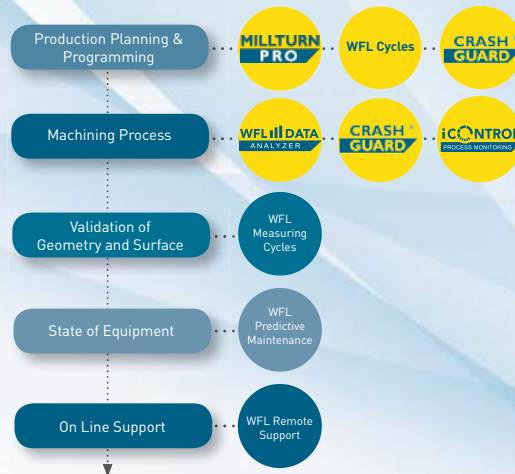 Production Planning &
Programming
MILLTURN
PRO
WFL Cycles
CRASH
GUARD
Machining Process
WFL DATA
ANALYZER
CRASH
GUARD
iCONTROL
PROCESS MONITORING
Validation of
Geometry and Surface
WFL
Measuring
Cycles
State of Equipment
WFL
Predictive
Maintenance
On Line Support
WFL Remote
Support